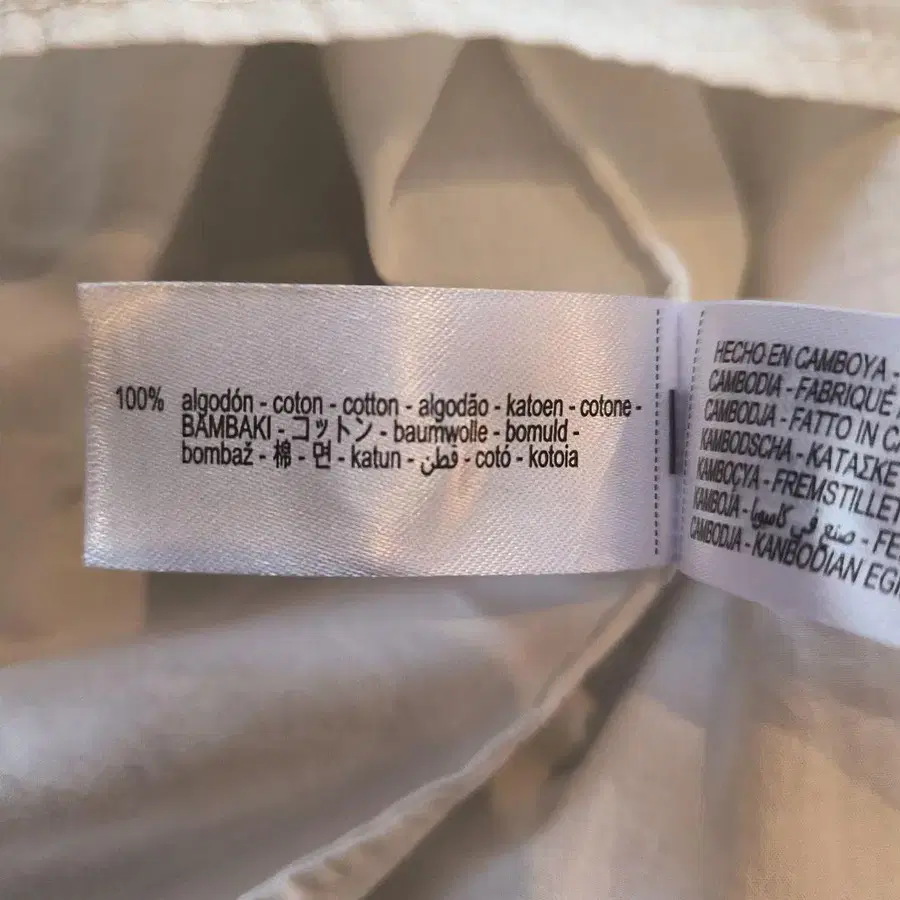 100% algodón - coton - cotton - algodão - katoen - cotone -
BAMBAKI - コットン - baumwolle - bomuld -
bombaž - 棉 - 면 - katun - قطن - cotó - kotoia
HECHO EN CAMBOYA -
CAMBODIA - FABRIQUÉ
CAMBODJA - FATTO IN
KAMBODSCHA - ΚΑΤΑΣΚΕ
KAMBOÇYA - FREMSTILLET
KAMBOJA - صنع في كامبوديا -
CAMBODJA - KANBODIAN